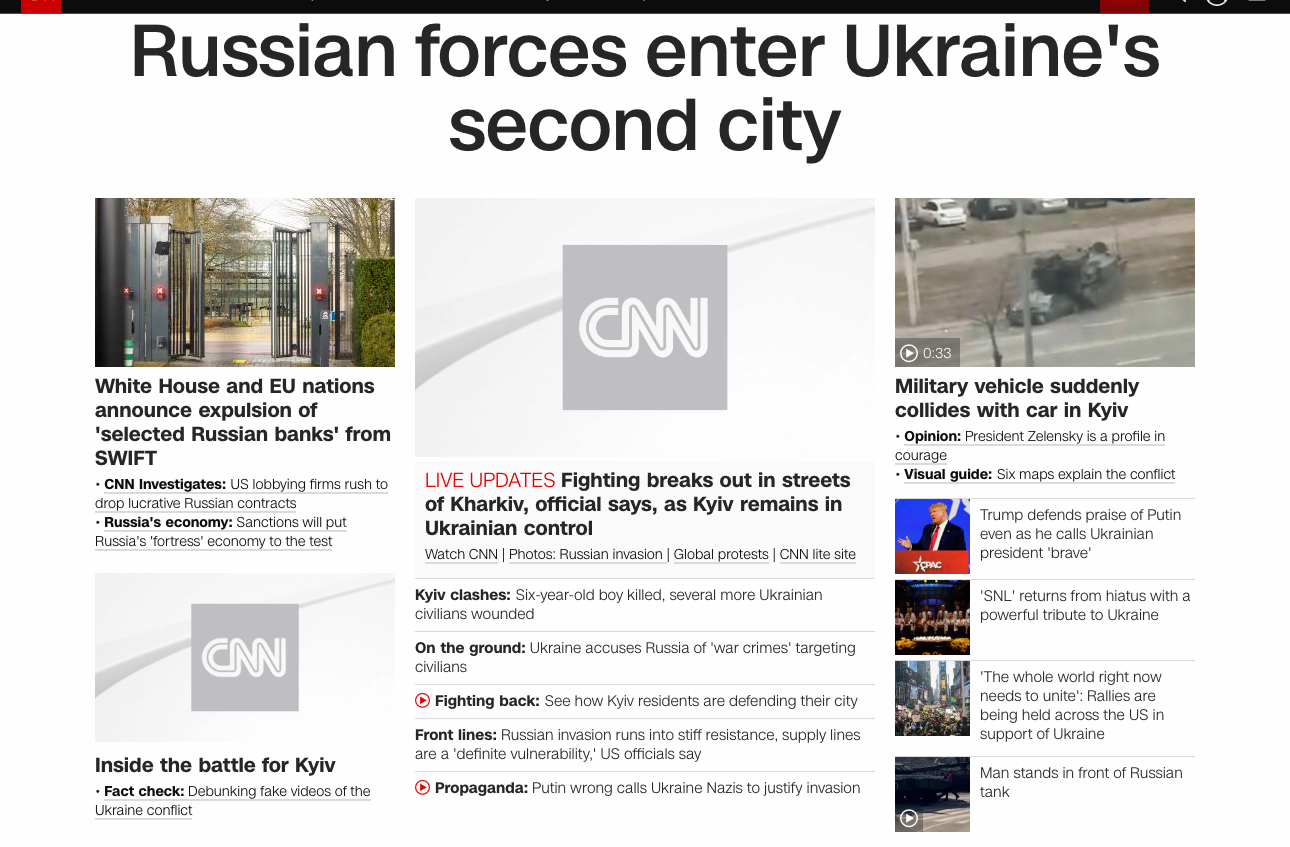 Russian forces enter Ukraine's
second city
White House and EU nations
announce expulsion of
'selected Russian banks' from
SWIFT
• CNN Investigates: US lobbying firms rush to
drop lucrative Russian contracts
• Russia's economy: Sanctions will put
Russia's 'fortress' economy to the test
CNN
Inside the battle for Kyiv
• Fact check: Debunking fake videos of the
Ukraine conflict
CNN
LIVE UPDATES Fighting breaks out in streets
of Kharkiv, official says, as Kyiv remains in
Ukrainian control
Watch CNN | Photos: Russian invasion | Global protests | CNN lite site
Kyiv clashes: Six-year-old boy killed, several more Ukrainian
civilians wounded
On the ground: Ukraine accuses Russia of 'war crimes' targeting
civilians
Fighting back: See how Kyiv residents are defending their city
Front lines: Russian invasion runs into stiff resistance, supply lines
are a 'definite vulnerability,' US officials say
Propaganda: Putin wrong calls Ukraine Nazis to justify invasion
0:33
Military vehicle suddenly
collides with car in Kyiv
• Opinion: President Zelensky is a profile in
courage
• Visual guide: Six maps explain the conflict
CPAC
Trump defends praise of Putin
even as he calls Ukrainian
president 'brave'
'SNL' returns from hiatus with a
powerful tribute to Ukraine
'The whole world right now
needs to unite': Rallies are
being held across the US in
support of Ukraine
Man stands in front of Russian
tank